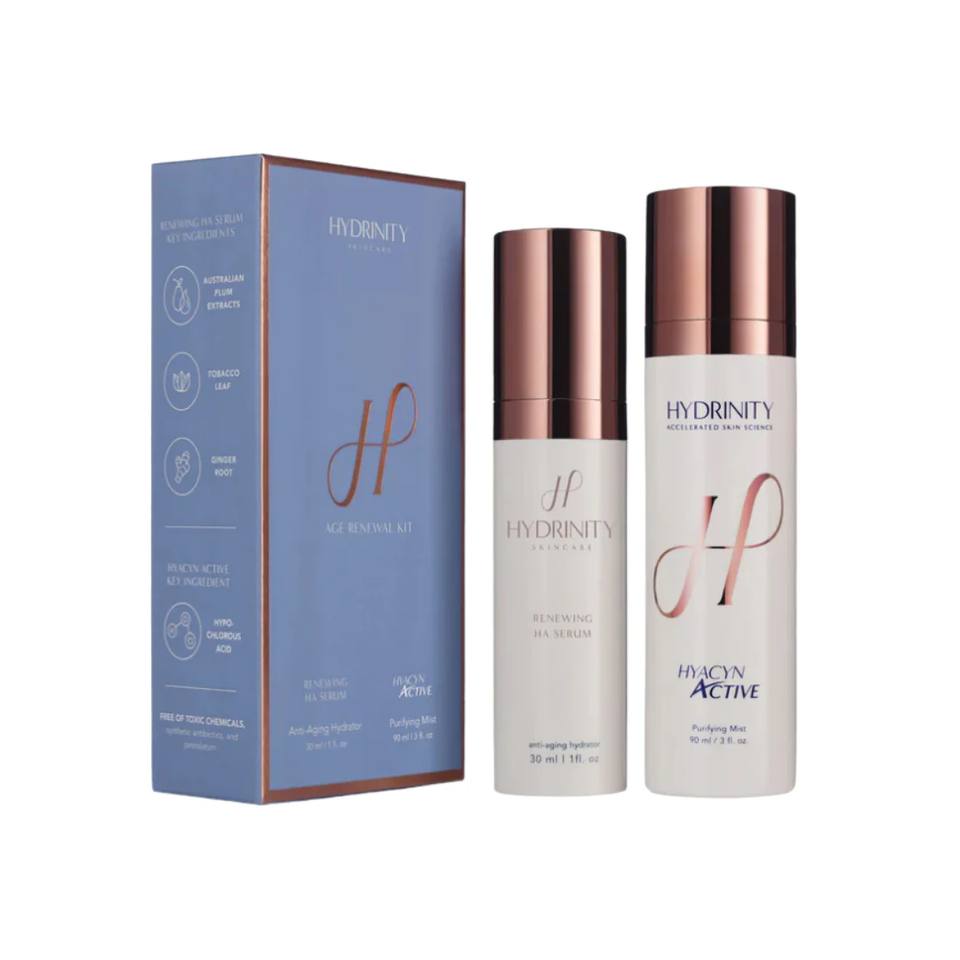 RENEWING HA SERUM
KEY INGREDIENTS
AUSTRALIAN
PLUM
EXTRACTS
TOBACCO
LEAF
GINGER
ROOT
HYACYN ACTIVE
KEY INGREDIENT
HYPO-
CHLOROUS
ACID
FREE OF TOXIC CHEMICALS,
synthetic antibiotics, and
petrolatum
HYDRINITY
SKINCARE
H
AGE RENEWAL KIT
RENEWING
HA SERUM
Anti-Aging Hydrator
30 ml / 1 fl. oz
HYACYN
ACTIVE
Purifying Mist
90 ml / 3 fl. oz
H
HYDRINITY
SKINCARE
RENEWING
HA SERUM
anti-aging hydrator
30 ml | 1fl. oz
HYDRINITY
ACCELERATED SKIN SCIENCE
H
HYACYN
ACTIVE
Purifying Mist
90 ml / 3 fl. oz.